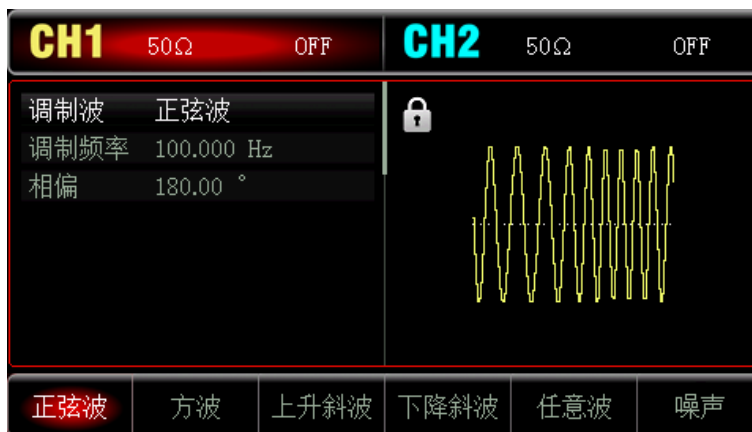 CH1 50Ω OFF CH2 50Ω OFF
调制波 正弦波
调制频率 100.000 Hz
相偏 180.00 °
正弦波 方波 上升斜波 下降斜波 任意波 噪声